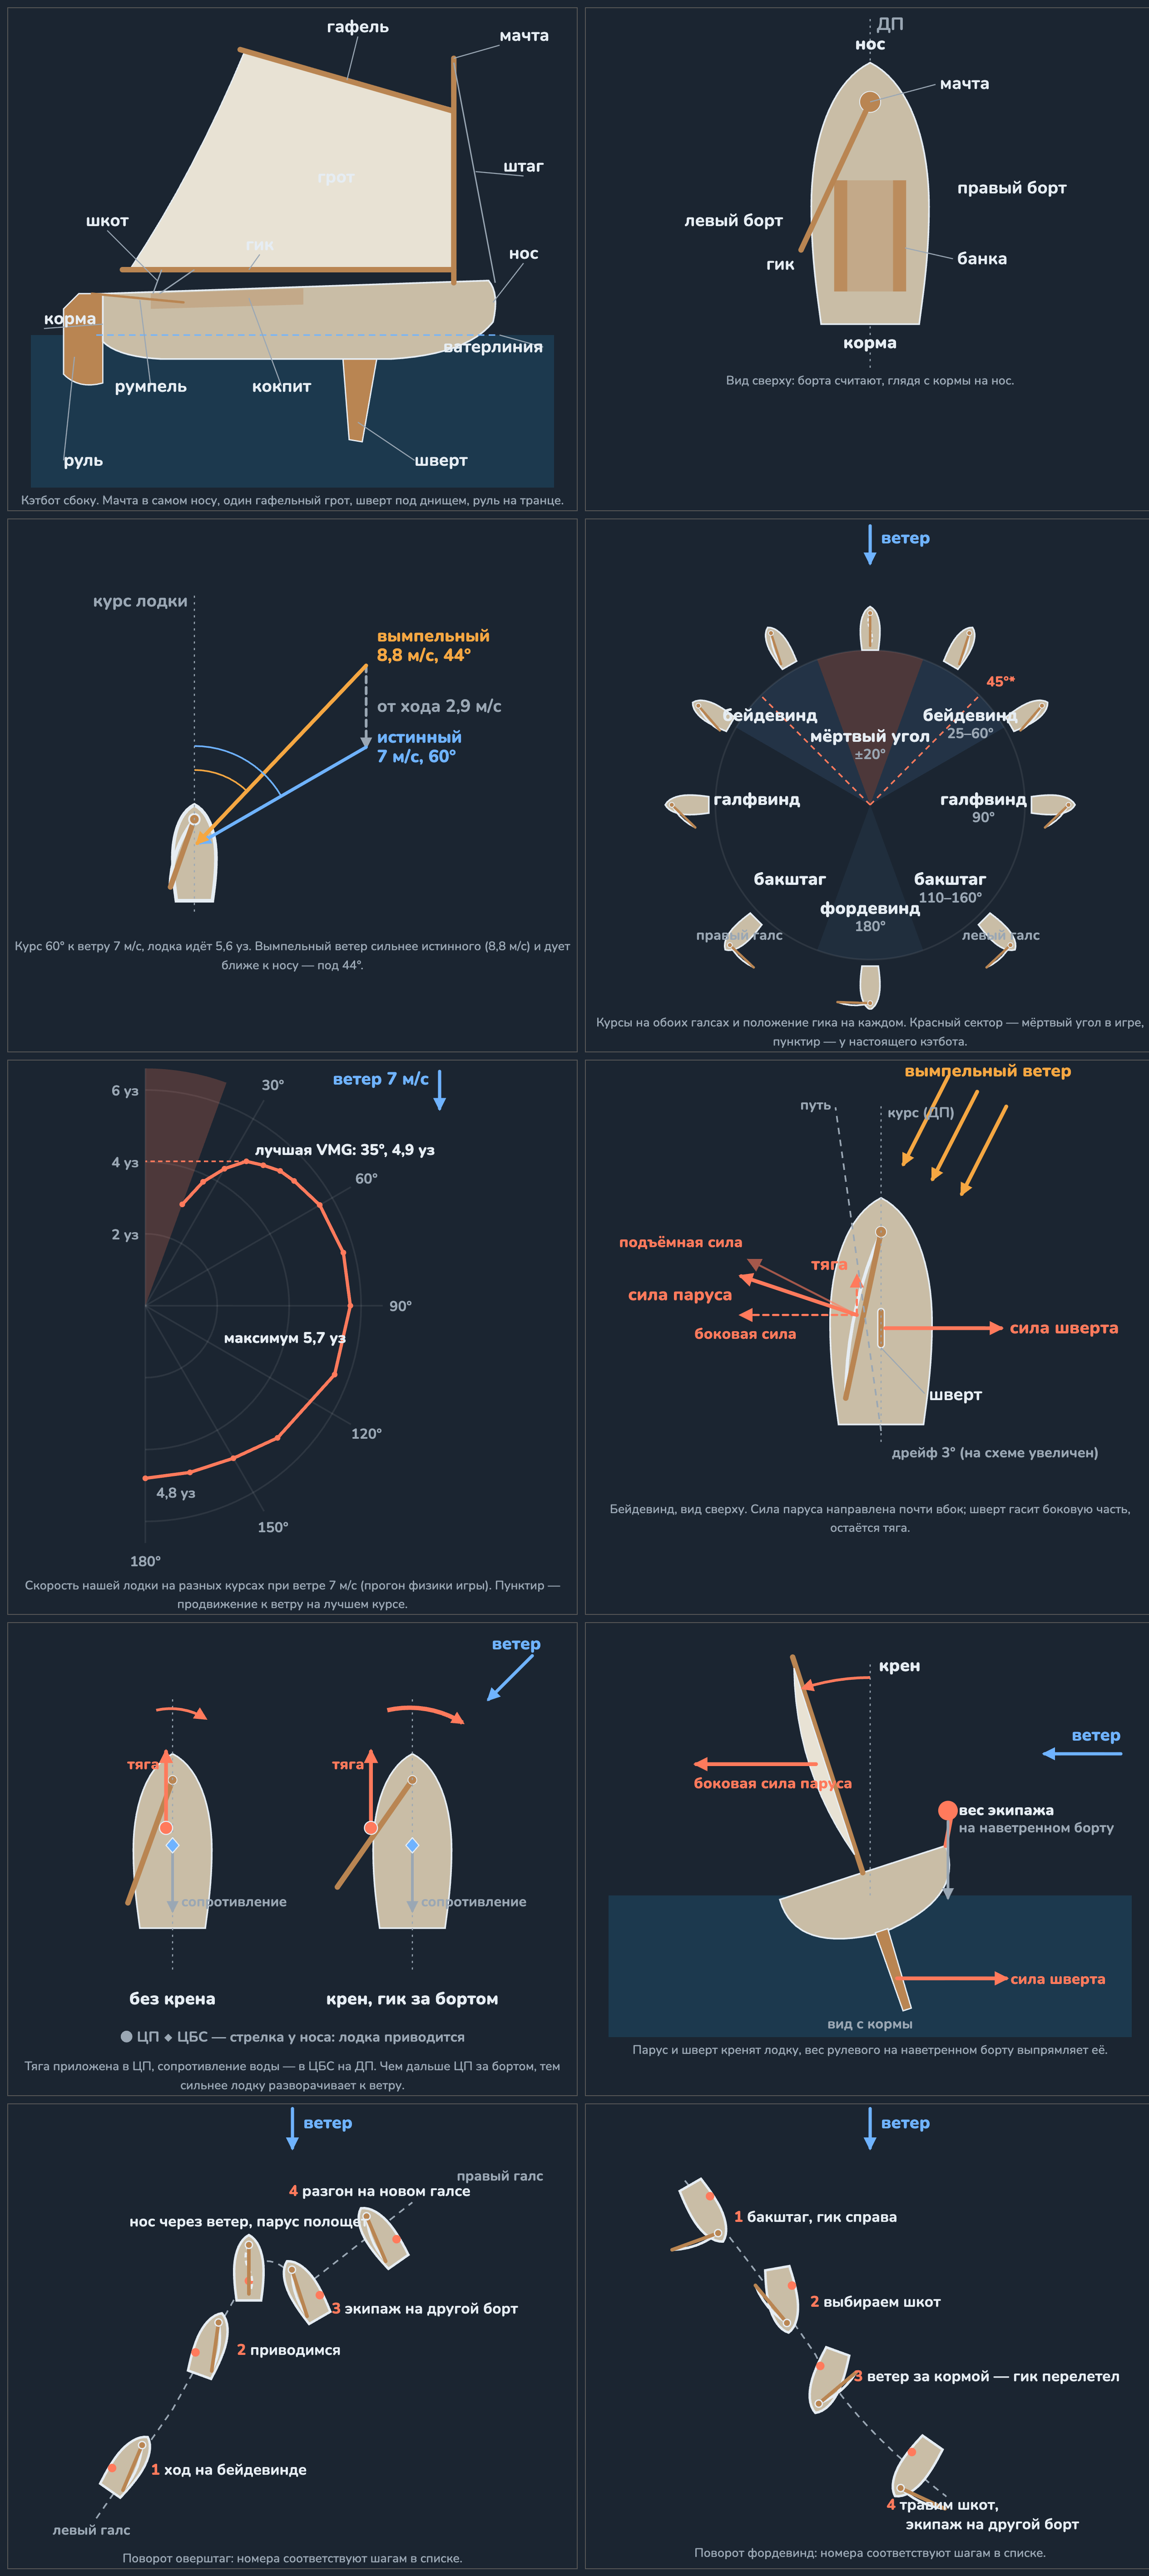 гафель
мачта
штаг
грот
шкот
гик
нос
корма
ватерлиния
румпель
кокпит
руль
шверт
Кэтбот сбоку. Мачта в самом носу, один гафельный грот, шверт под днищем, руль на транце.
ДП
нос
мачта
правый борт
левый борт
банка
гик
корма
Вид сверху: борта считают, глядя с кормы на нос.
курс лодки
вымпельный
8,8 м/с, 44°
от хода 2,9 м/с
истинный
7 м/с, 60°
Курс 60° к ветру 7 м/с, лодка идёт 5,6 уз. Вымпельный ветер сильнее истинного (8,8 м/с) и дует
ближе к носу — под 44°.
ветер
45°*
бейдевинд
бейдевинд
25–60°
мёртвый угол
±20°
галфвинд
галфвинд
90°
бакштаг
бакштаг
110–160°
фордевинд
180°
правый галс
левый галс
Курсы на обоих галсах и положение гика на каждом. Красный сектор — мёртвый угол в игре,
пунктир — у настоящего кэтбота.
6 уз
30°
ветер 7 м/с
лучшая VMG: 35°, 4,9 уз
4 уз
60°
2 уз
90°
максимум 5,7 уз
120°
4,8 уз
150°
180°
Скорость нашей лодки на разных курсах при ветре 7 м/с (прогон физики игры). Пунктир —
продвижение к ветру на лучшем курсе.
вымпельный ветер
путь
курс (ДП)
подъёмная сила
тяга
сила паруса
боковая сила
сила шверта
шверт
дрейф 3° (на схеме увеличен)
Бейдевинд, вид сверху. Сила паруса направлена почти вбок; шверт гасит боковую часть,
остаётся тяга.
ветер
тяга
тяга
сопротивление
сопротивление
без крена
крен, гик за бортом
● ЦП ◆ ЦБС — стрелка у носа: лодка приводится
Тяга приложена в ЦП, сопротивление воды — в ЦБС на ДП. Чем дальше ЦП за бортом, тем
сильнее лодку разворачивает к ветру.
крен
ветер
боковая сила паруса
вес экипажа
на наветренном борту
сила шверта
вид с кормы
Парус и шверт кренят лодку, вес рулевого на наветренном борту выпрямляет её.
ветер
правый галс
4 разгон на новом галсе
нос через ветер, парус полощет
3 экипаж на другой борт
2 приводимся
1 ход на бейдевинде
левый галс
Поворот оверштаг: номера соответствуют шагам в списке.
ветер
1 бакштаг, гик справа
2 выбираем шкот
3 ветер за кормой — гик перелетел
4 травим шкот,
экипаж на другой борт
Поворот фордевинд: номера соответствуют шагам в списке.